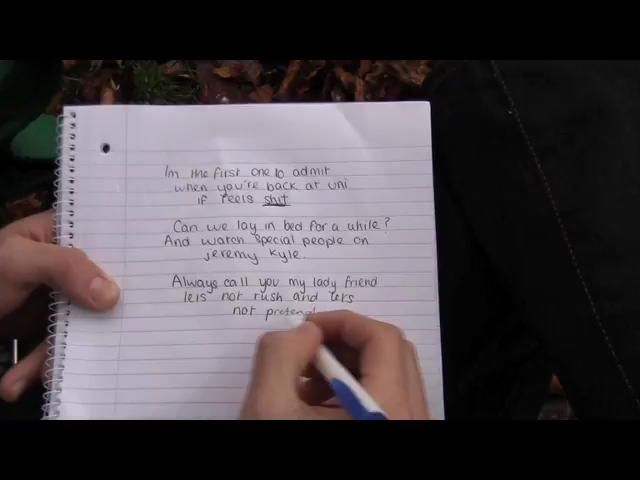 Im the first one to admit
when you're back at uni
it feels shit
Can we lay in bed for a while?
And watch special people on
jeremy kyle.
Always call you my lady friend
lets not rush and lets
not pretend